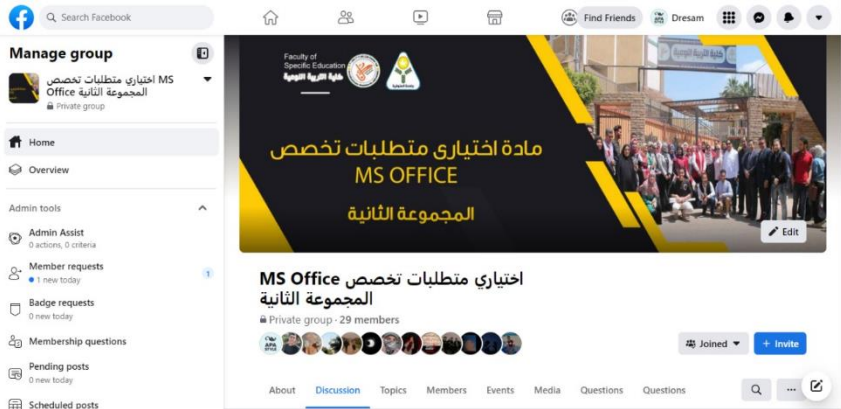 Search Facebook
Find Friends
Dresam
Manage group
MS اختياري متطلبات تخصص
المجموعة الثانية Office
Private group
Home
Overview
Admin tools
Admin Assist
0 actions, 0 criteria
Member requests
1 new today
1
Badge requests
0 new today
Membership questions
Pending posts
0 new today
Scheduled posts
Faculty of
Specific Education
كلية التربية النوعية
كلية التربية النوعية
مادة اختيارى متطلبات تخصص
MS OFFICE
المجموعة الثانية
Edit
MS Office اختياري متطلبات تخصص
المجموعة الثانية
Private group · 29 members
Joined
+ Invite
About Discussion Topics Members Events Media Questions Questions